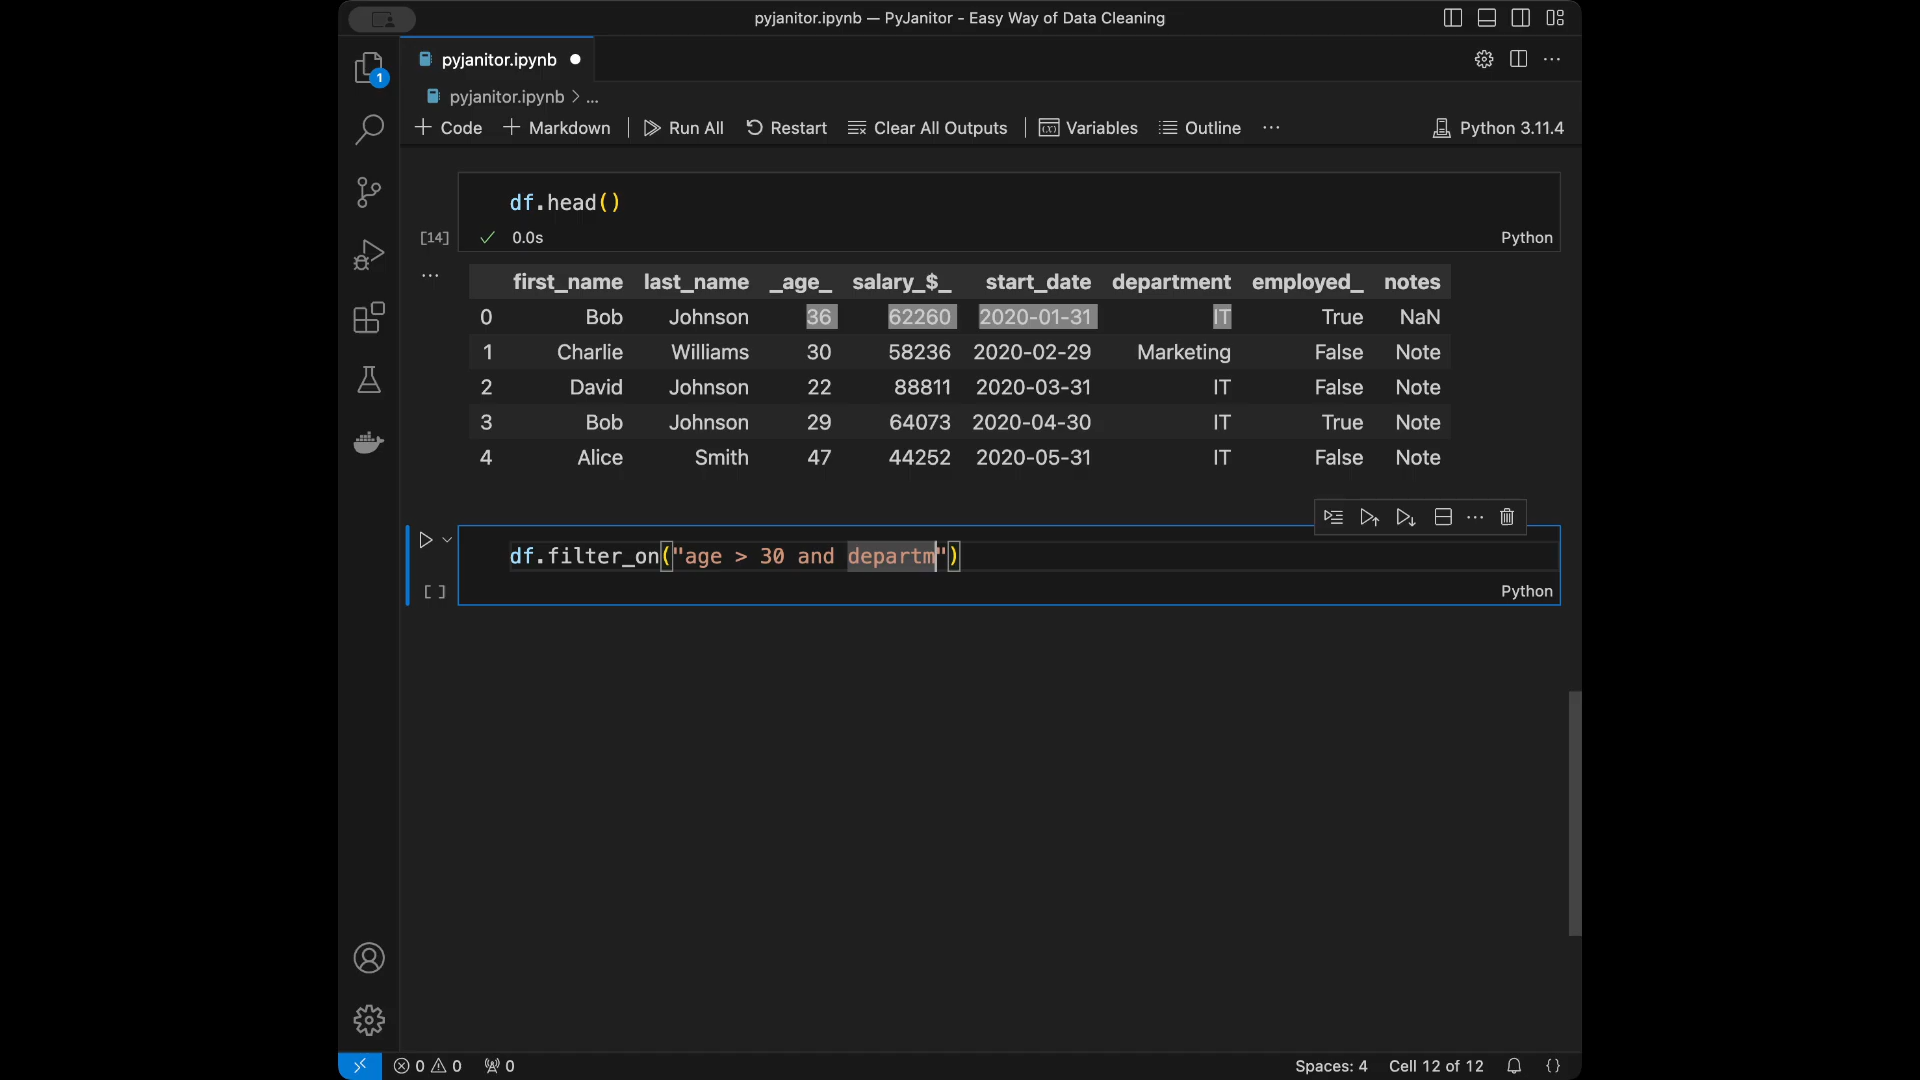 pyjanitor.ipynb — PyJanitor - Easy Way of Data Cleaning
1
pyjanitor.ipynb
pyjanitor.ipynb > ...
Code Markdown Run All Restart Clear All Outputs Variables Outline ... Python 3.11.4
df.head()
[14] 0.0s Python
first_name last_name _age_ salary_$_ start_date department employed_ notes
0 Bob Johnson 36 62260 2020-01-31 IT True NaN
1 Charlie Williams 30 58236 2020-02-29 Marketing False Note
2 David Johnson 22 88811 2020-03-31 IT False Note
3 Bob Johnson 29 64073 2020-04-30 IT True Note
4 Alice Smith 47 44252 2020-05-31 IT False Note
df.filter_on("age > 30 and departm")
[ ] Python
0 0 0 Spaces: 4 Cell 12 of 12 {}